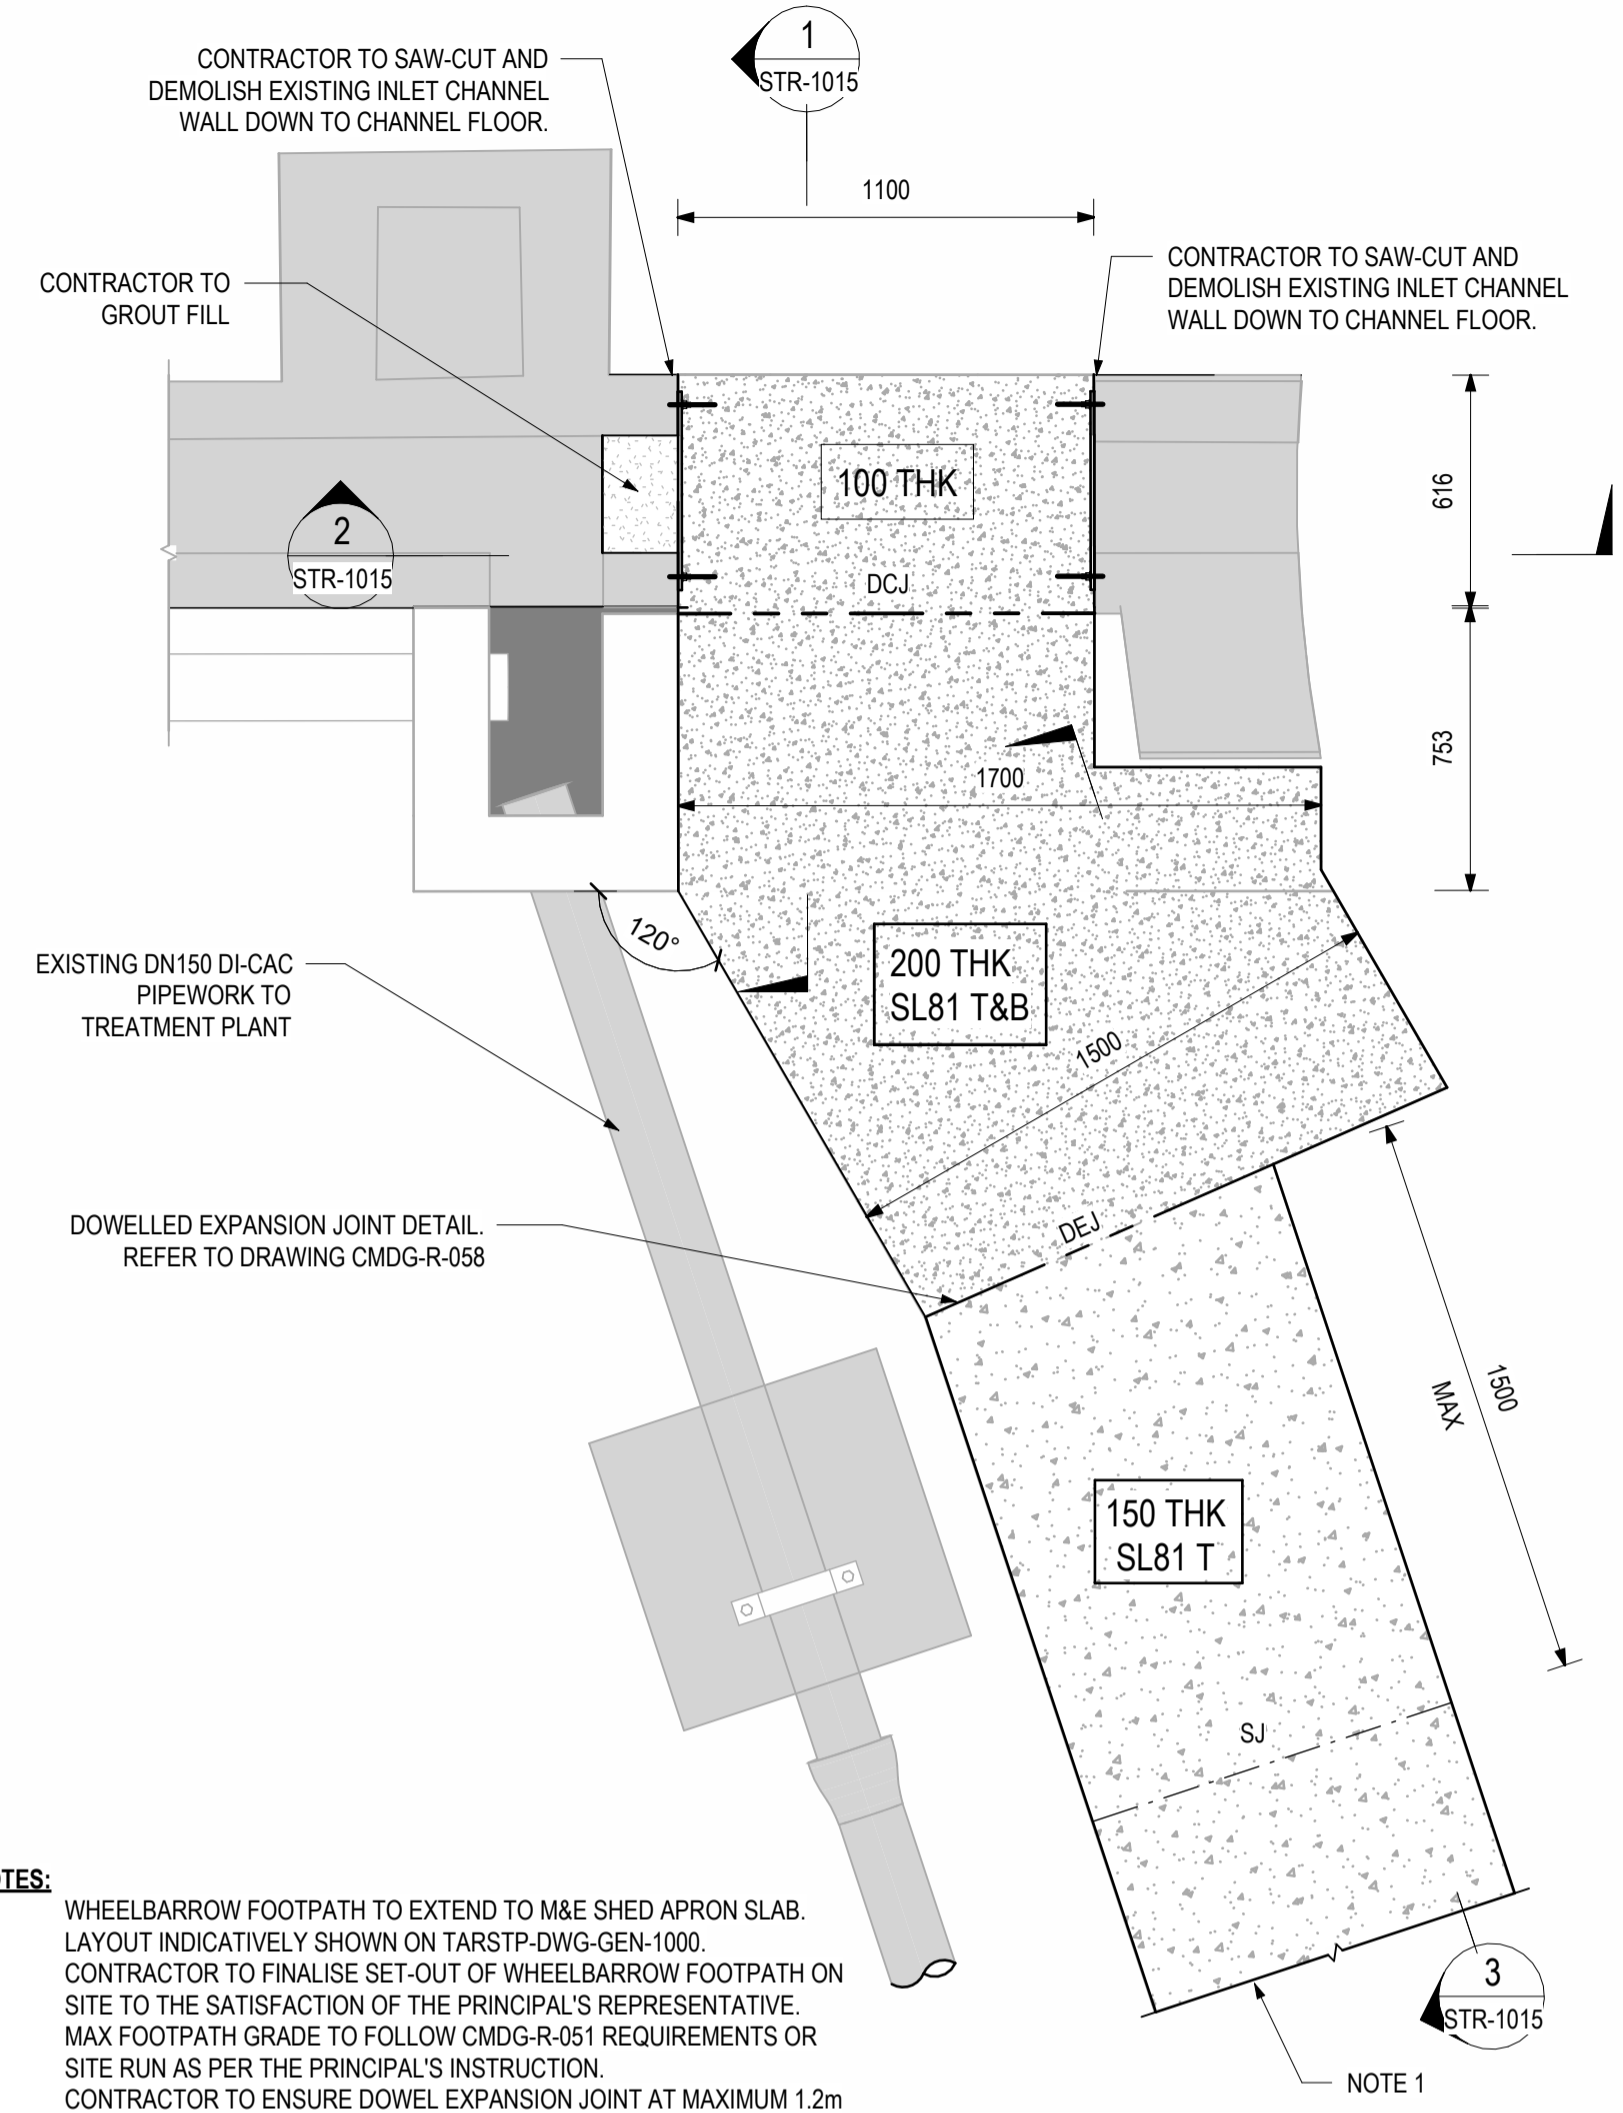 1
STR-1015
CONTRACTOR TO SAW-CUT AND
DEMOLISH EXISTING INLET CHANNEL
WALL DOWN TO CHANNEL FLOOR.
1100
CONTRACTOR TO SAW-CUT AND
DEMOLISH EXISTING INLET CHANNEL
WALL DOWN TO CHANNEL FLOOR.
CONTRACTOR TO
GROUT FILL
100 THK
616
2
STR-1015
DCJ
753
1700
120°
200 THK
SL81 T&B
EXISTING DN150 DI-CAC
PIPEWORK TO
TREATMENT PLANT
1500
DOWELLED EXPANSION JOINT DETAIL.
REFER TO DRAWING CMDG-R-058
DEJ
1500
MAX
150 THK
SL81 T
SJ
OTES:
WHEELBARROW FOOTPATH TO EXTEND TO M&E SHED APRON SLAB.
LAYOUT INDICATIVELY SHOWN ON TARSTP-DWG-GEN-1000.
CONTRACTOR TO FINALISE SET-OUT OF WHEELBARROW FOOTPATH ON
SITE TO THE SATISFACTION OF THE PRINCIPAL'S REPRESENTATIVE.
MAX FOOTPATH GRADE TO FOLLOW CMDG-R-051 REQUIREMENTS OR
SITE RUN AS PER THE PRINCIPAL'S INSTRUCTION.
CONTRACTOR TO ENSURE DOWEL EXPANSION JOINT AT MAXIMUM 1.2m
3
STR-1015
NOTE 1